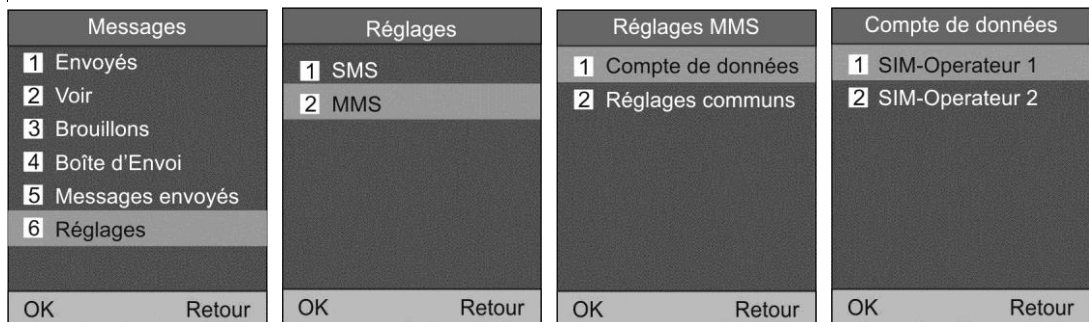 Messages
1 Envoyés
2 Voir
3 Brouillons
4 Boîte d’Envoi
5 Messages envoyés
6 Réglages
OK Retour
Réglages
1 SMS
2 MMS
OK Retour
Réglages MMS
1 Compte de données
2 Réglages communs
OK Retour
Compte de données
1 SIM-Operateur 1
2 SIM-Operateur 2
OK Retour